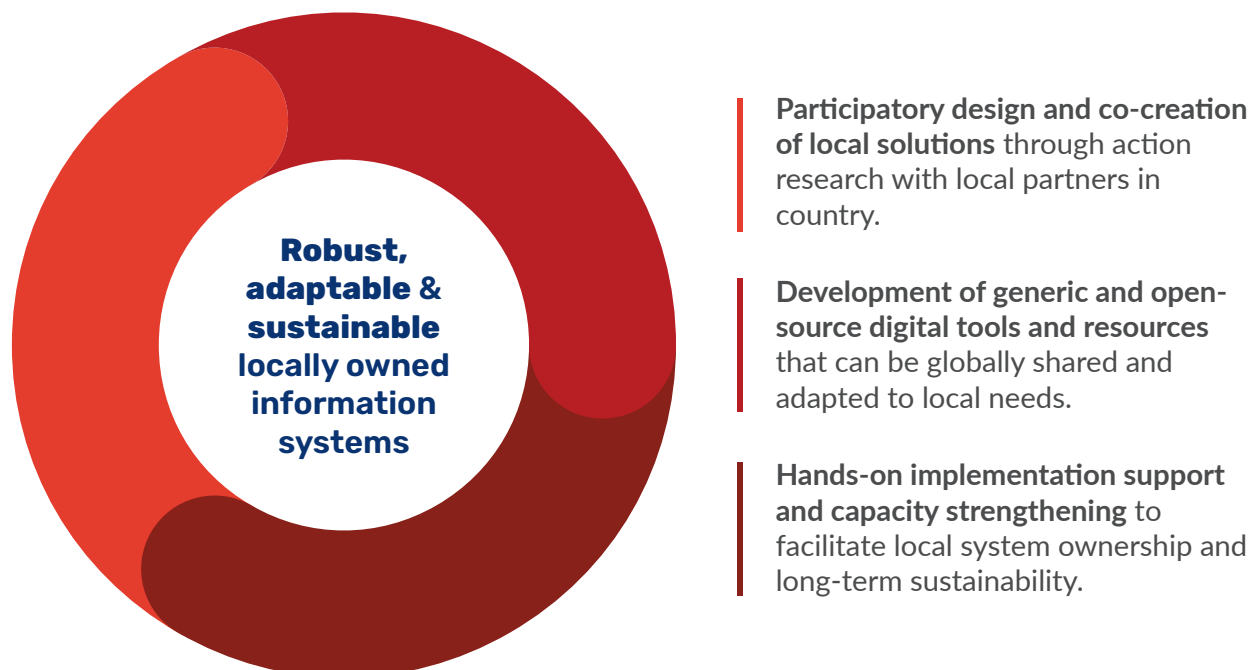 Robust,
adaptable &
sustainable
locally owned
information
systems
Participatory design and co-creation
of local solutions through action
research with local partners in
country.
Development of generic and open-
source digital tools and resources
that can be globally shared and
adapted to local needs.
Hands-on implementation support
and capacity strengthening to
facilitate local system ownership and
long-term sustainability.